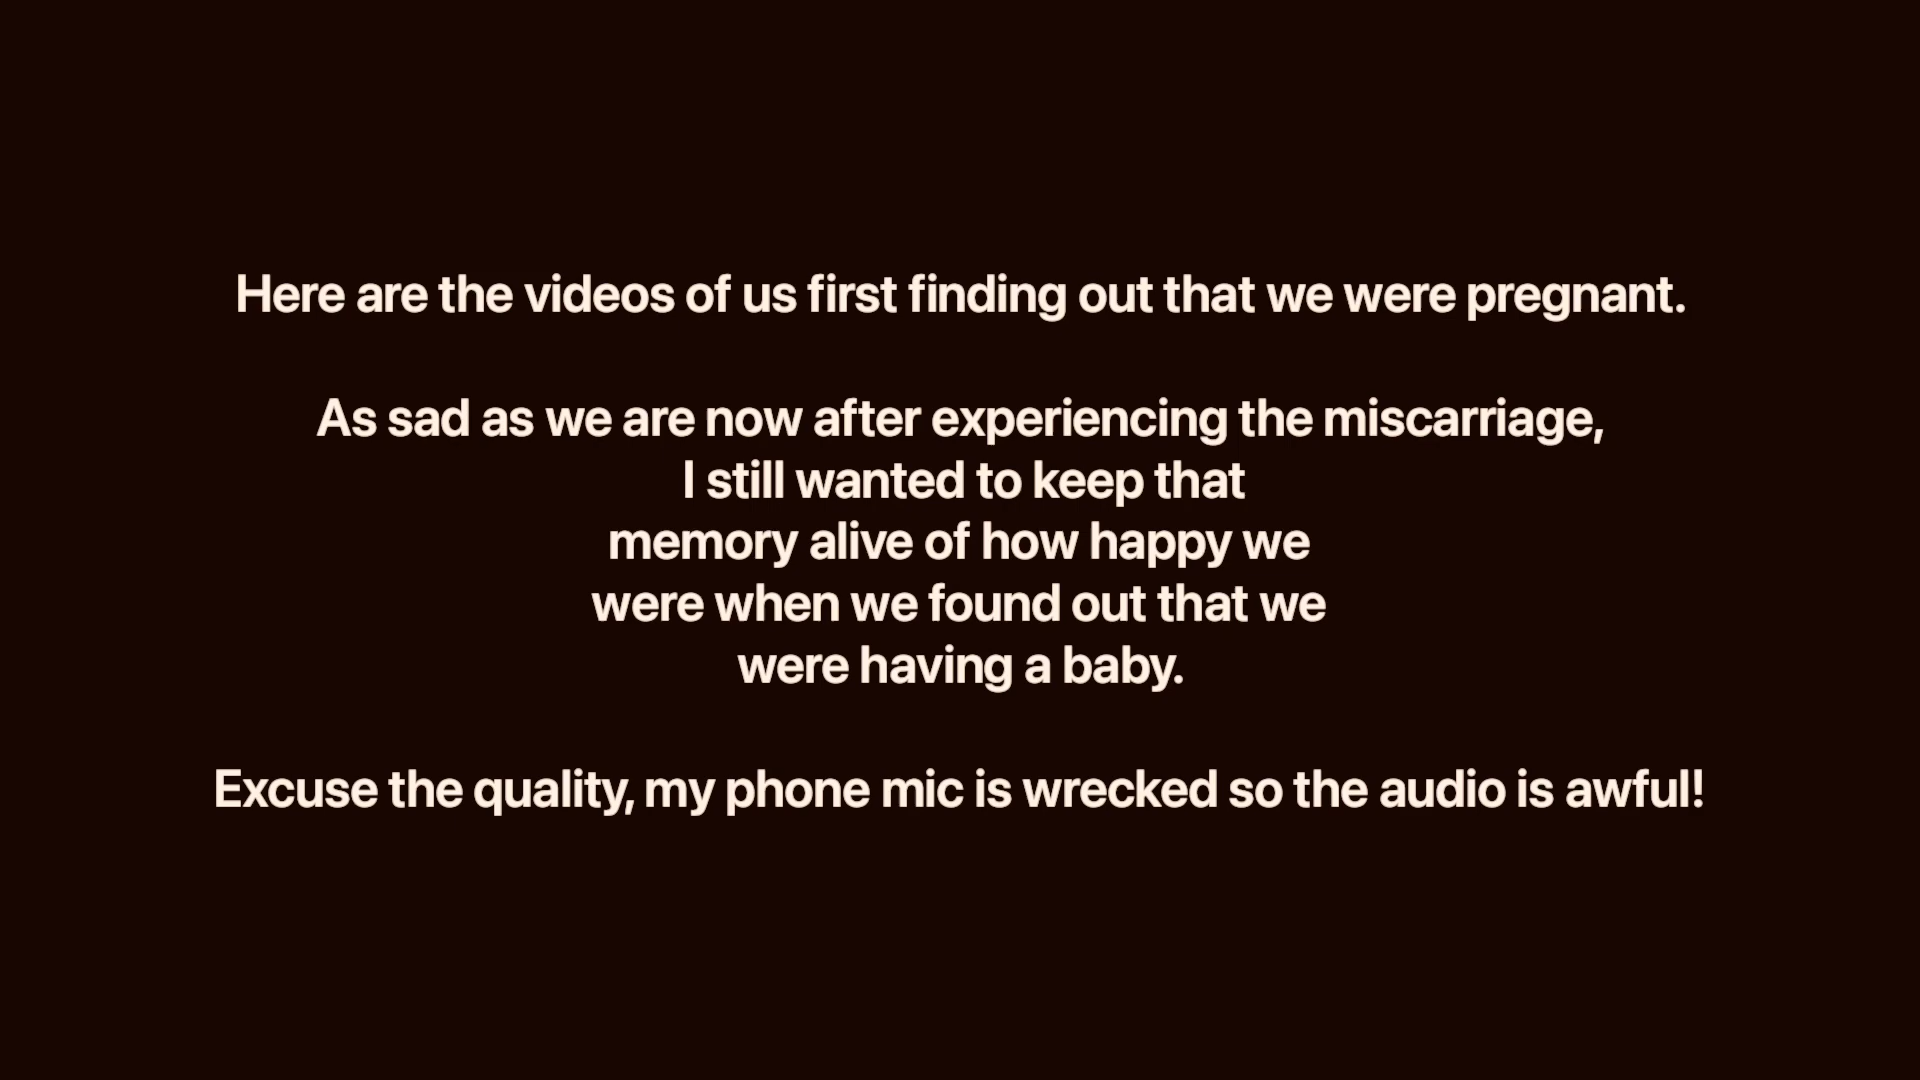 Here are the videos of us first finding out that we were pregnant.
As sad as we are now after experiencing the miscarriage,
I still wanted to keep that
memory alive of how happy we
were when we found out that we
were having a baby.
Excuse the quality, my phone mic is wrecked so the audio is awful!